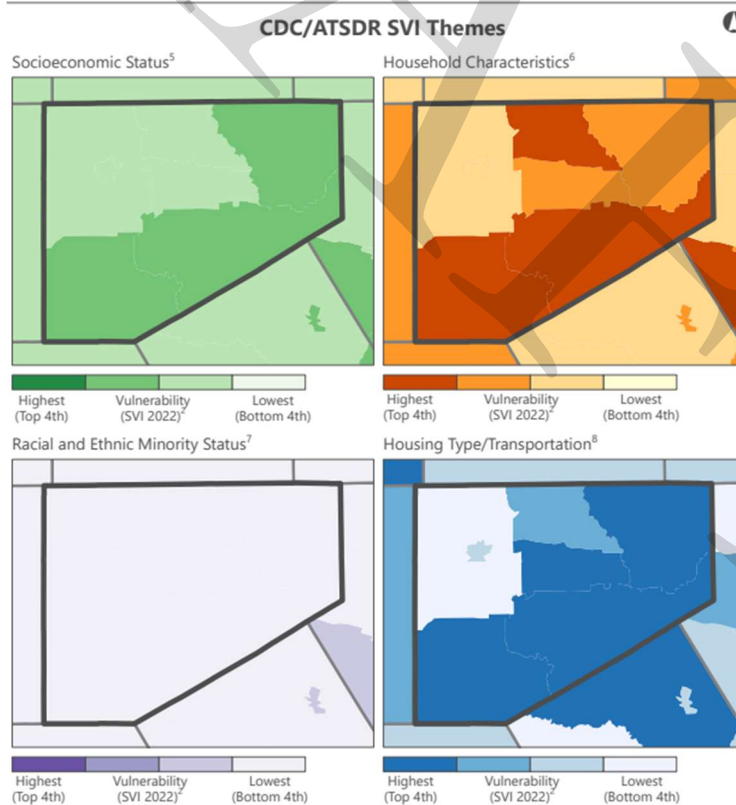 CDC/ATSDR SVI Themes
Socioeconomic Status⁵
Household Characteristics⁶
Highest
(Top 4th)
Vulnerability
(SVI 2022)²
Lowest
(Bottom 4th)
Highest
(Top 4th)
Vulnerability
(SVI 2022)²
Lowest
(Bottom 4th)
Racial and Ethnic Minority Status⁷
Housing Type/Transportation⁸
Highest
(Top 4th)
Vulnerability
(SVI 2022)²
Lowest
(Bottom 4th)
Highest
(Top 4th)
Vulnerability
(SVI 2022)²
Lowest
(Bottom 4th)